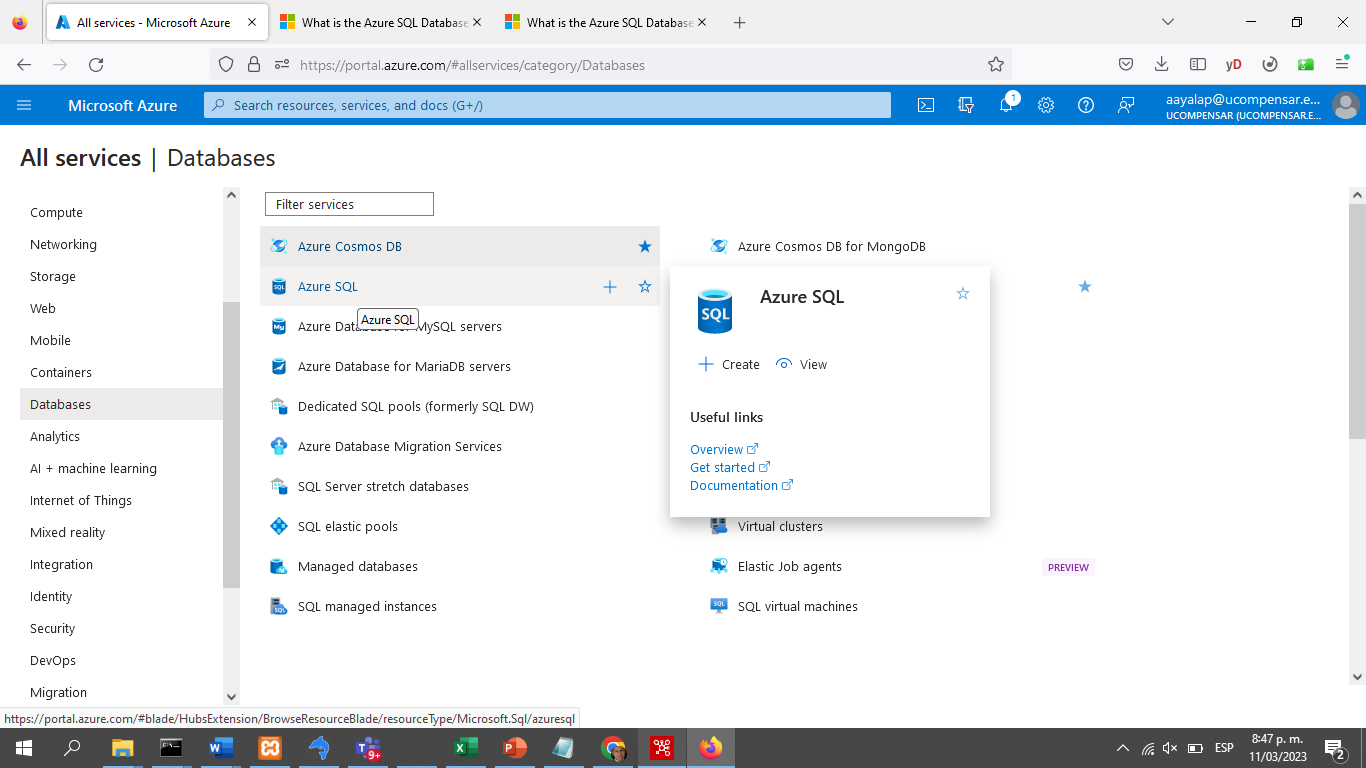 All services - Microsoft Azure
What is the Azure SQL Database
What is the Azure SQL Database
https://portal.azure.com/#allservices/category/Databases
yD
Microsoft Azure
Search resources, services, and docs (G+/)
1
aayalap@ucompensar.e...
UCOMPENSAR (UCOMPENSAR.E...
All services | Databases
Compute
Networking
Storage
Web
Mobile
Containers
Databases
Analytics
AI + machine learning
Internet of Things
Mixed reality
Integration
Identity
Security
DevOps
Migration
Filter services
Azure Cosmos DB
Azure SQL
Azure SQL
Azure Database for MySQL servers
Azure Database for MariaDB servers
Dedicated SQL pools (formerly SQL DW)
Azure Database Migration Services
SQL Server stretch databases
SQL elastic pools
Managed databases
SQL managed instances
Azure Cosmos DB for MongoDB
SQL
Azure SQL
Create
View
Useful links
Overview
Get started
Documentation
Virtual clusters
Elastic Job agents
PREVIEW
SQL virtual machines
https://portal.azure.com/#blade/HubsExtension/BrowseResourceBlade/resourceType/Microsoft.Sql/azuresql
9+
ESP
8:47 p. m.
11/03/2023
2